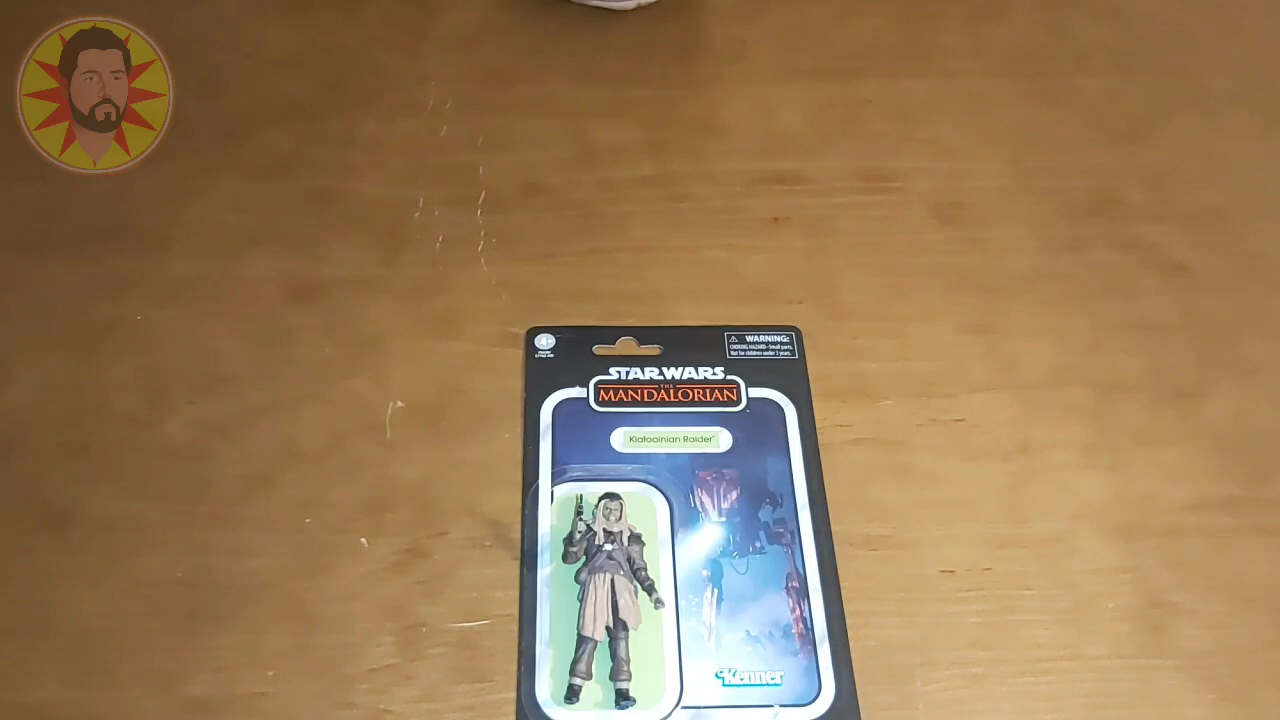 4+
WARNING:
CHOKING HAZARD–Small parts.
Not for children under 3 years.
STAR WARS
THE
MANDALORIAN
Klatooinian Raider
Kenner